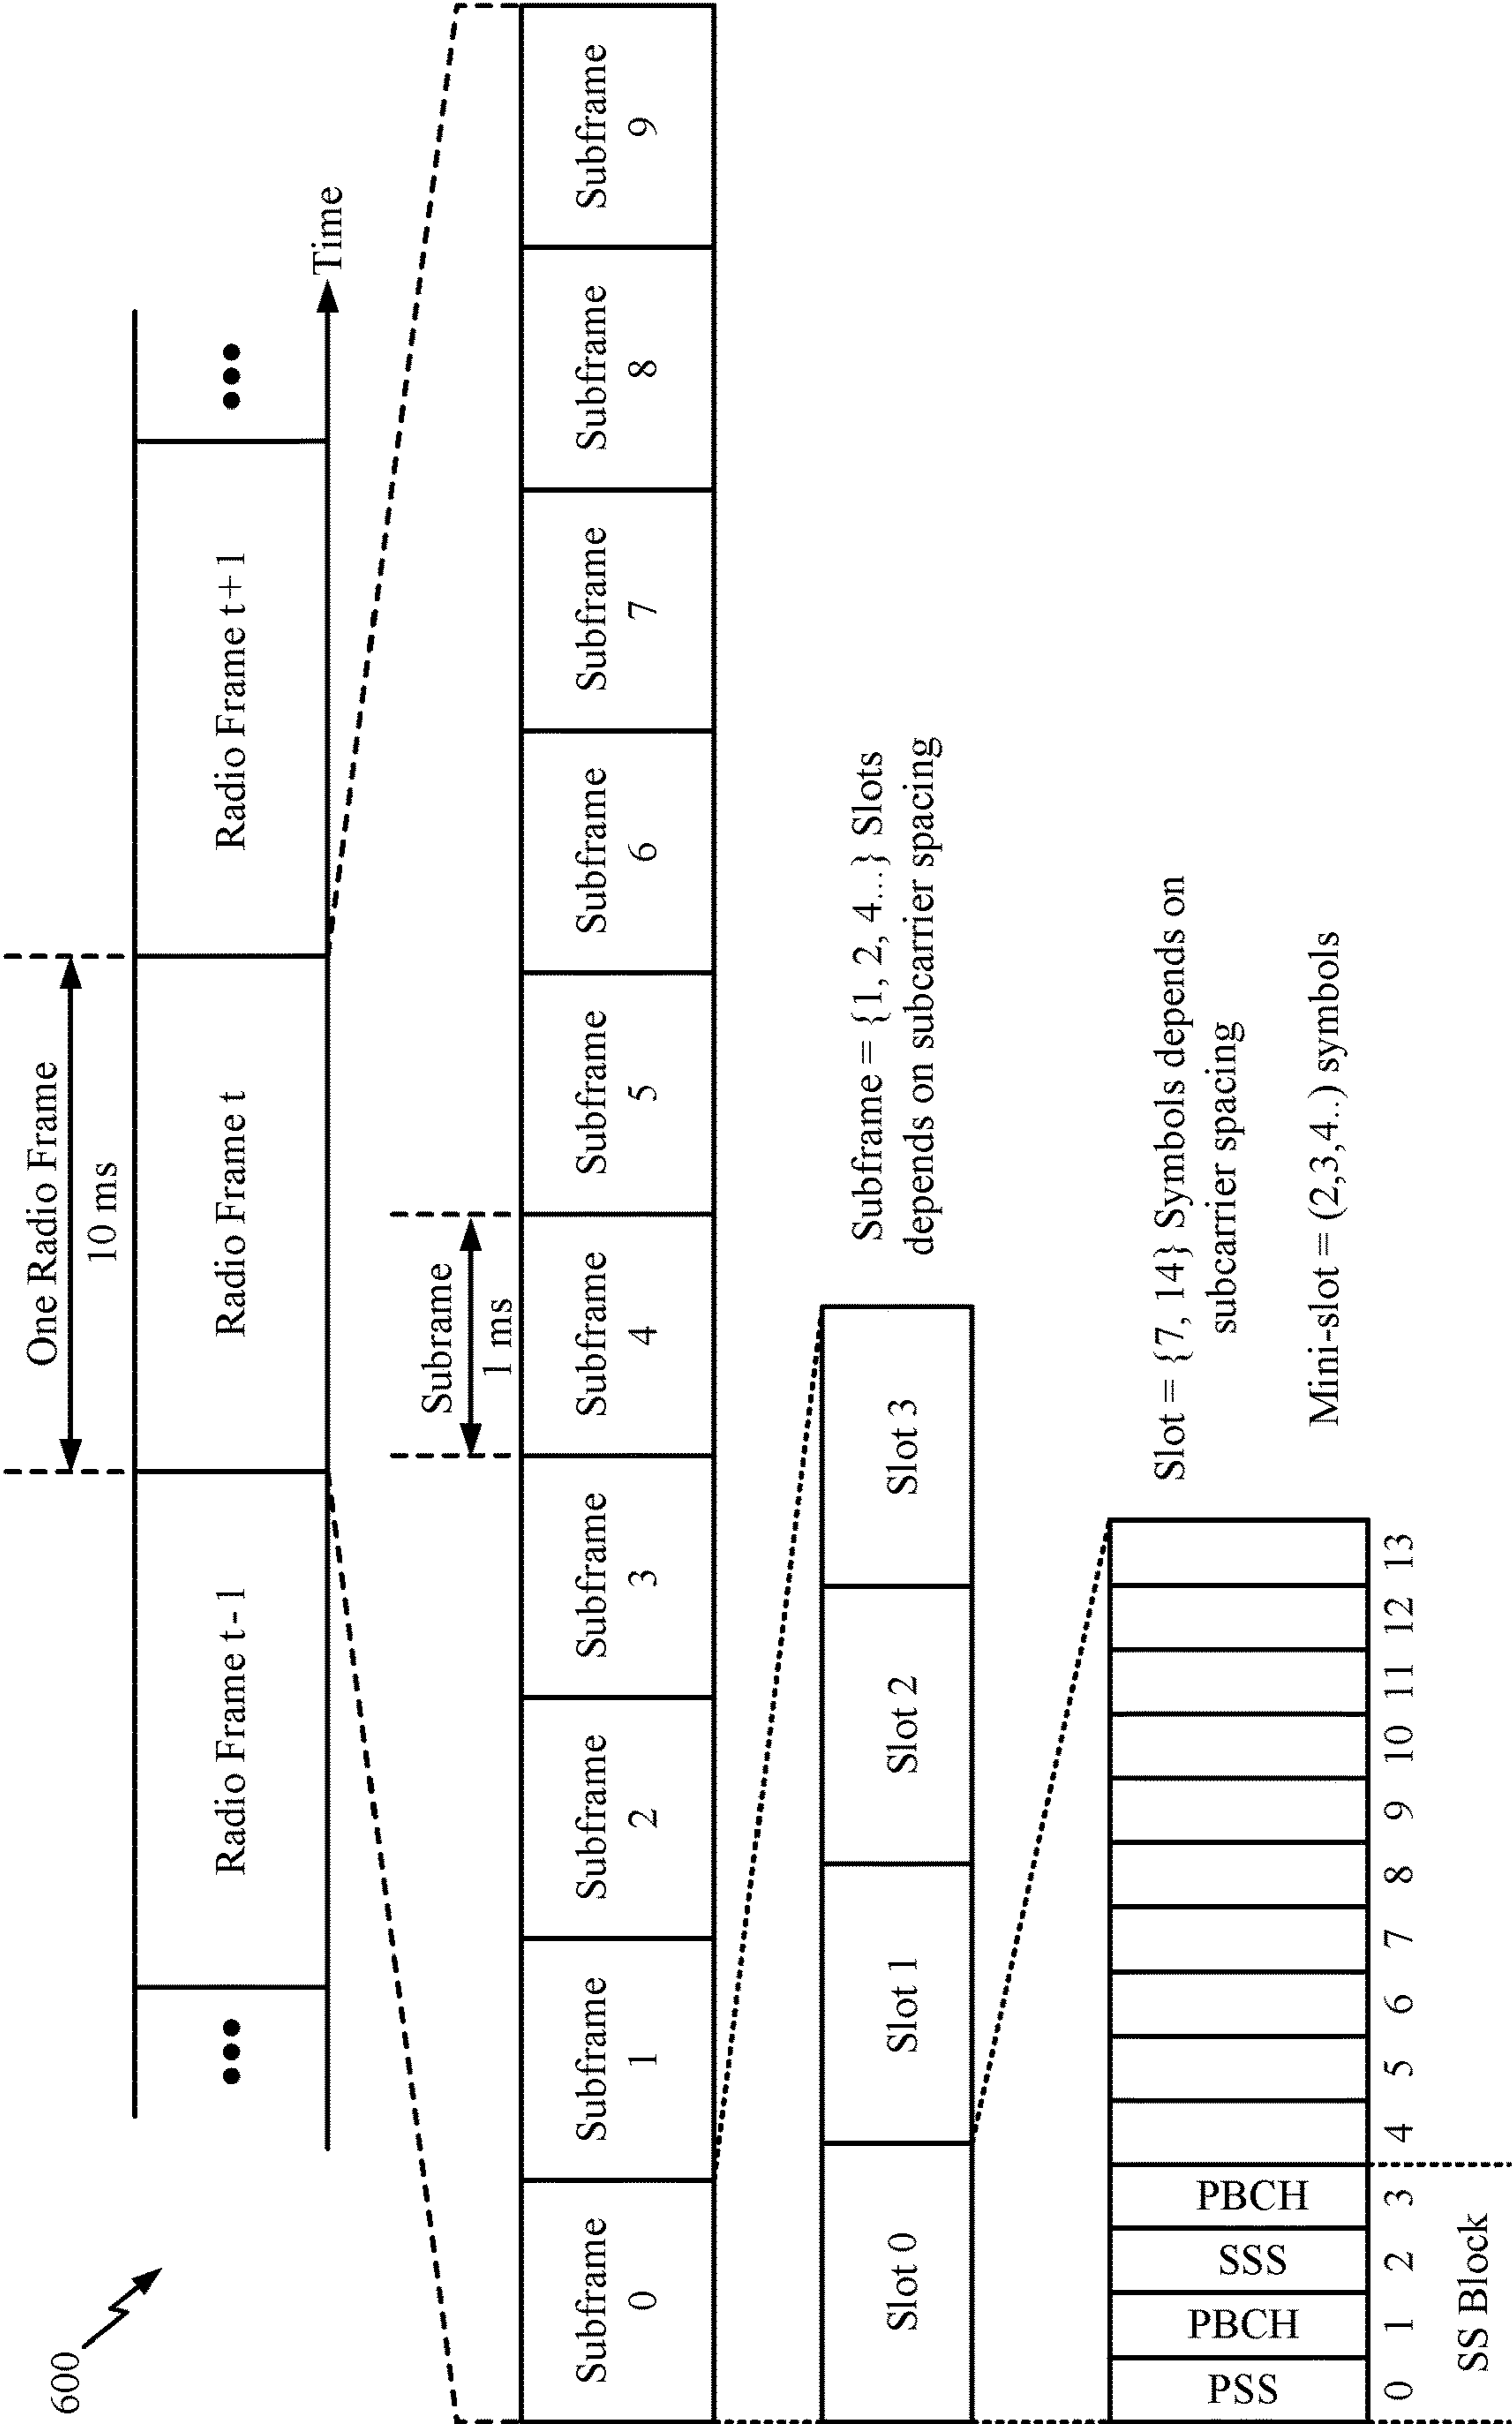 600
One Radio Frame
10 ms
•••
Radio Frame t-1
Radio Frame t
Radio Frame t+1
•••
Time
Subrame
1 ms
Subframe
0
Subframe
1
Subframe
2
Subframe
3
Subframe
4
Subframe
5
Subframe
6
Subframe
7
Subframe
8
Subframe
9
Slot 0
Slot 1
Slot 2
Slot 3
Subframe = {1, 2, 4...} Slots
depends on subcarrier spacing
PSS
PBCH
SSS
PBCH
0 1 2 3 4 5 6 7 8 9 10 11 12 13
SS Block
Slot = {7, 14} Symbols depends on
subcarrier spacing
Mini-slot = (2,3,4..) symbols